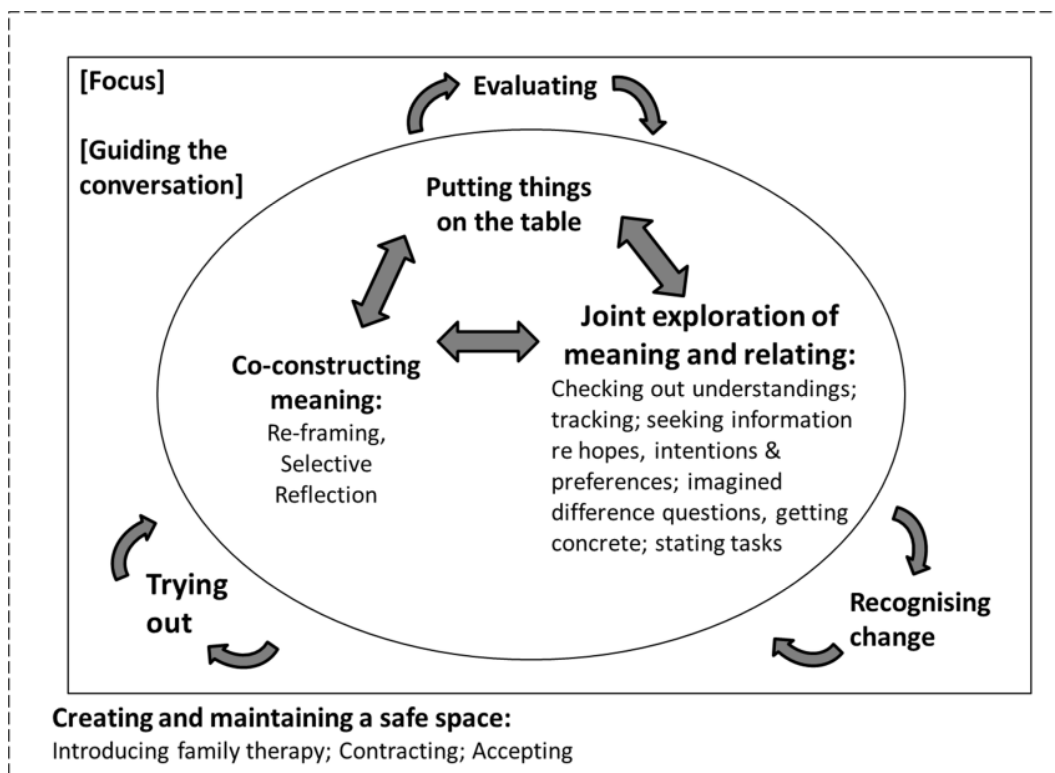 [Focus]
Evaluating
[Guiding the
conversation]
Putting things
on the table
Joint exploration of
meaning and relating:
Checking out understandings;
tracking; seeking information
re hopes, intentions &
preferences; imagined
difference questions, getting
concrete; stating tasks
Co-constructing
meaning:
Re-framing,
Selective
Reflection
Trying
out
Recognising
change
Creating and maintaining a safe space:
Introducing family therapy; Contracting; Accepting